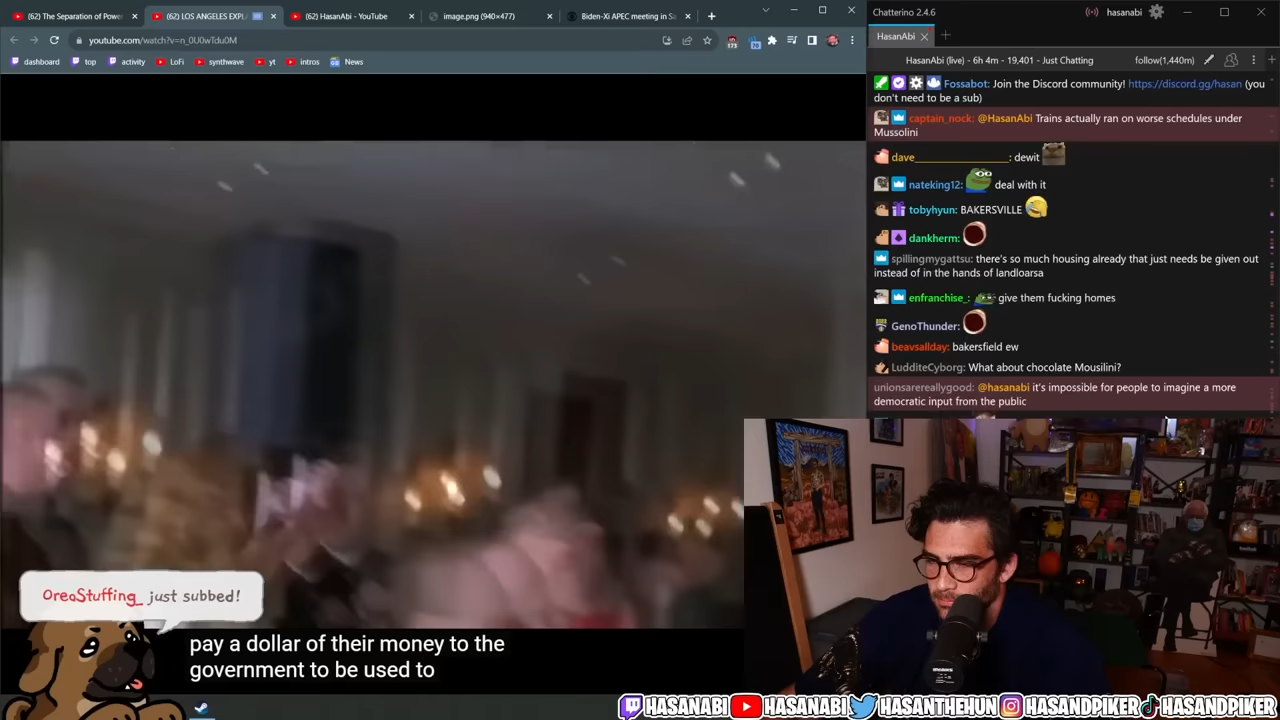 (62) The Separation of Power
(62) LOS ANGELES EXPL
(62) HasanAbi - YouTube
image.png (940×477)
Biden-Xi APEC meeting in Sa
Chatterino 2.4.6
hasanabi
youtube.com/watch?v=n_0U0wTdu0M
173
78
HasanAbi
dashboard
top
activity
LoFi
synthwave
yt
intros
News
HasanAbi (live) - 6h 4m - 19,401 - Just Chatting
follow(1,440m)
Fossabot: Join the Discord community! https://discord.gg/hasan (you
don't need to be a sub)
captain_nock: @HasanAbi Trains actually ran on worse schedules under
Mussolini
dave____________________: dewit
nateking12: deal with it
tobyhyun: BAKERSVILLE
dankherm:
spillingmygattsu: there's so much housing already that just needs be given out
instead of in the hands of landloarsa
enfranchise_: give them fucking homes
GenoThunder:
beavsallday: bakersfield ew
LudditeCyborg: What about chocolate Mousilini?
unionsarereallygood: @hasanabi it's impossible for people to imagine a more
democratic input from the public
OreoStuffing_ just subbed!
pay a dollar of their money to the
government to be used to
HASANABI
HASANABI
HASANTHEHUN
HASANDPIKER
HASANDPIKER